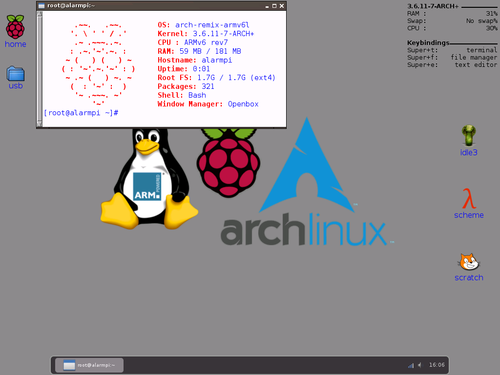 root@alarmpi:~
OS: arch-remix-armv6l
Kernel: 3.6.11-7-ARCH+
CPU : ARMv6 rev7
RAM: 59 MB / 181 MB
Hostname: alarmpi
Uptime: 0:01
Root FS: 1.7G / 1.7G (ext4)
Packages: 321
Shell: Bash
Window Manager: Openbox
[root@alarmpi ~]#
home
usb
3.6.11-7-ARCH+
RAM : 31%
Swap: No swap%
CPU : 30%
Keybindings
Super+t: terminal
Super+f: file manager
Super+e: text editor
idle3
scheme
scratch
ARM
POWERED
archlinux
root@alarmpi:~
16:06